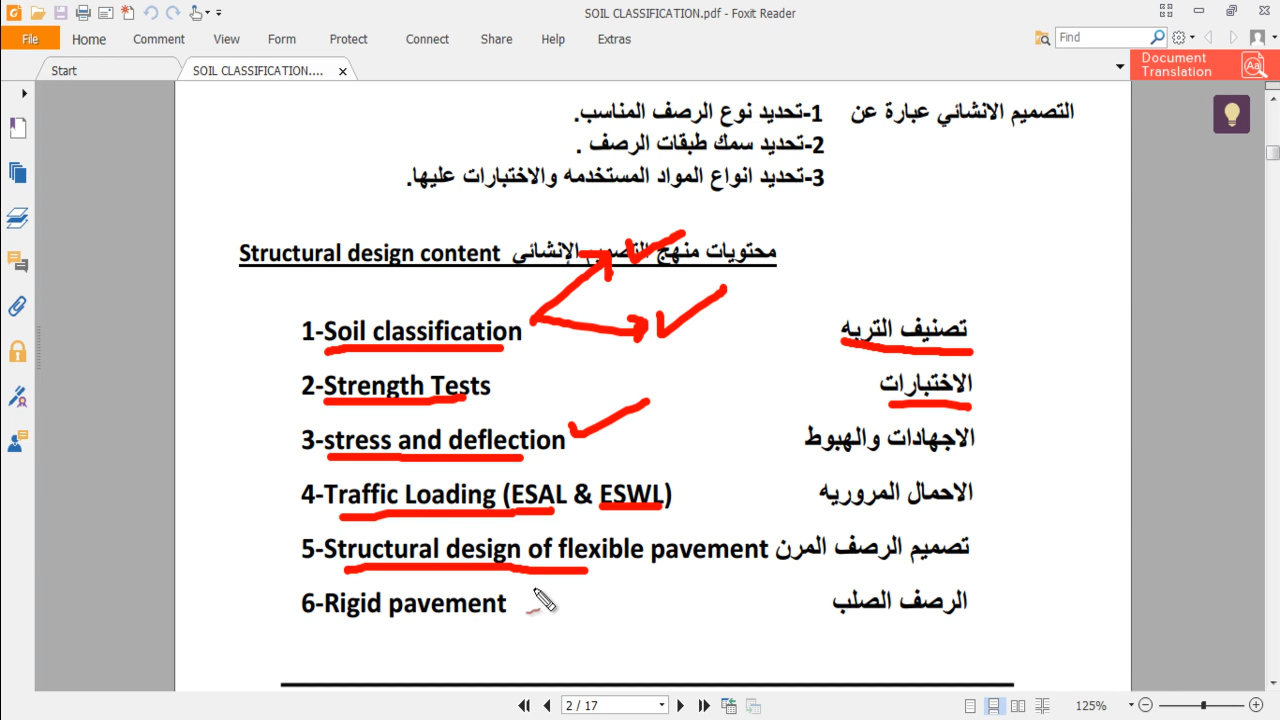 SOIL CLASSIFICATION.pdf - Foxit Reader
File Home Comment View Form Protect Connect Share Help Extras Find
Start SOIL CLASSIFICATION.... Document Translation
التصميم الانشائي عبارة عن 1-تحديد نوع الرصف المناسب.
2-تحديد سمك طبقات الرصف .
3-تحديد انواع المواد المستخدمه والاختبارات عليها.
Structural design content محتويات منهج التصميم الإنشائي
1-Soil classification تصنيف التربه
2-Strength Tests الاختبارات
3-stress and deflection الاجهادات والهبوط
4-Traffic Loading (ESAL & ESWL) الاحمال المروريه
5-Structural design of flexible pavement تصميم الرصف المرن
6-Rigid pavement الرصف الصلب
2 / 17 125%